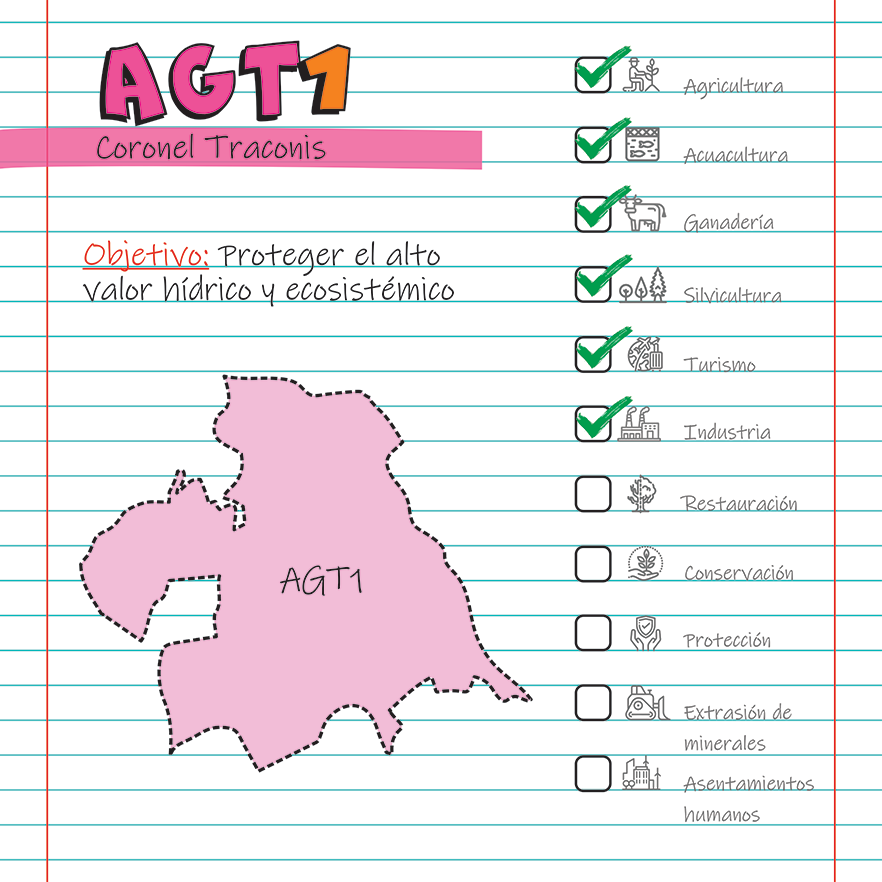 AGT1
Coronel Traconis
Objetivo: Proteger el alto
valor hídrico y ecosistémico
AGT1
Agricultura
Acuacultura
Ganadería
Silvicultura
Turismo
Industria
Restauración
Conservación
Protección
Extrasión de
minerales
Asentamientos
humanos